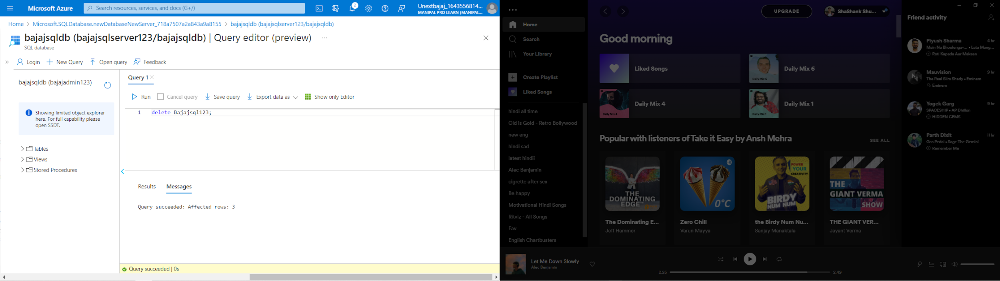 Microsoft Azure
Search resources, services, and docs (G+/)
2
Unextbajaj_1643556814...
MANIPAL PRO LEARN (MANIPAL...
Home > Microsoft.SQLDatabase.newDatabaseNewServer_718a7507a2a843a9a8155 > bajajsqldb (bajajsqlserver123/bajajsqldb)
bajajsqldb (bajajsqlserver123/bajajsqldb) | Query editor (preview) ...
SQL database
Login
New Query
Open query
Feedback
bajajsqldb (bajajadmin123)
Showing limited object explorer
here. For full capability please
open SSDT.
Tables
Views
Stored Procedures
Query 1
Run
Cancel query
Save query
Export data as
Show only Editor
1 delete Bajajsql123;
Results
Messages
Query succeeded: Affected rows: 3
Query succeeded | 0s
Home
Search
Your Library
Create Playlist
Liked Songs
hindi all time
Old is Gold - Retro Bollywood
new eng
hindi sad
latest hindii
Alec Benjamin
cigrette after sex
Be happy
Motivational Hindi Songs
Ritviz - All Songs
Fav
English Chartbusters
UPGRADE
ShaShank Shu...
Good morning
Liked Songs
Daily Mix 6
Daily Mix 6
Daily Mix 4
Daily Mix 4
Daily Mix 1
Daily Mix 1
Popular with listeners of Take it Easy by Ansh Mehra
SEE ALL
THE
DOMINATING
EDGE™
The Dominating E...
Jeff Hammer
0°C
Zero Chill
Varun Mayya
POWER
YOUR
CREATIVITY
BIRDY
NUM NUM
the Birdy Num Nu...
Sanjay Manaktala
THE
GIANT VERMA
SHOW
THE GIANT VER...
Jayant Verma
Friend activity
Piyush Sharma 4 hr
Main Na Bhoolunga-... • Lata Mang...
Roti Kapada Aur Makaan
Mauvision 9 hr
The Real Slim Shady • Eminem
Eminem
Yogek Garg 9 hr
SPACESHIP • AP Dhillon
HIDDEN GEMS
Parth Dixit 11 hr
Gas Pedal • Sage The Gemini
Remember Me
Let Me Down Slowly
Alec Benjamin
2:25
2:49